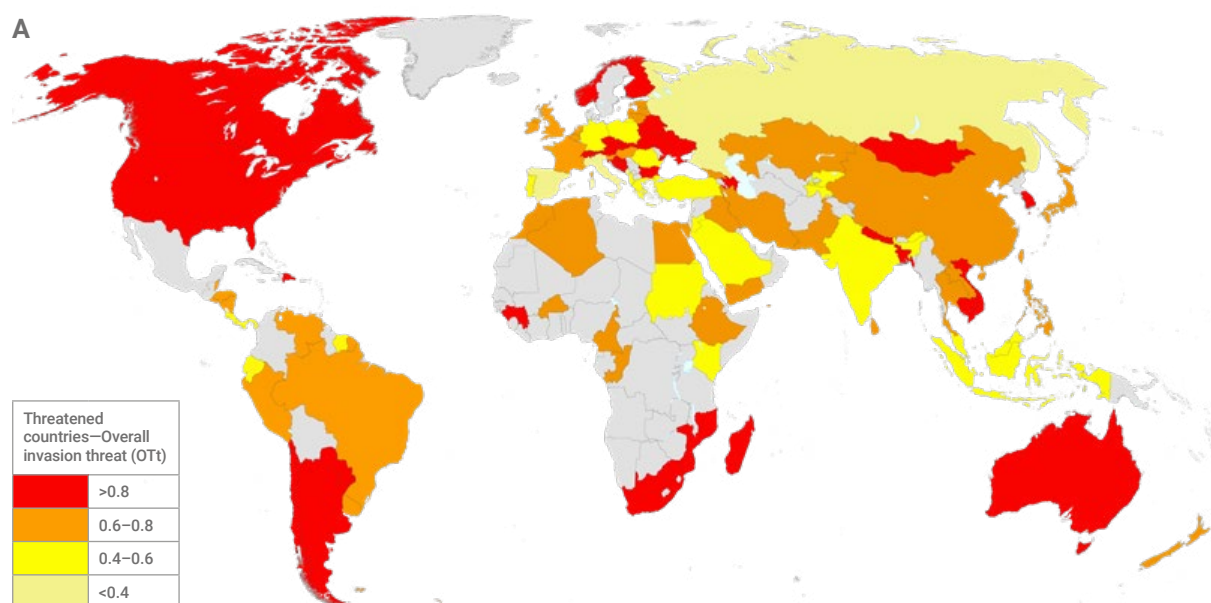 A
Threatened
countries—Overall
invasion threat (OTt)
>0.8
0.6–0.8
0.4–0.6
<0.4